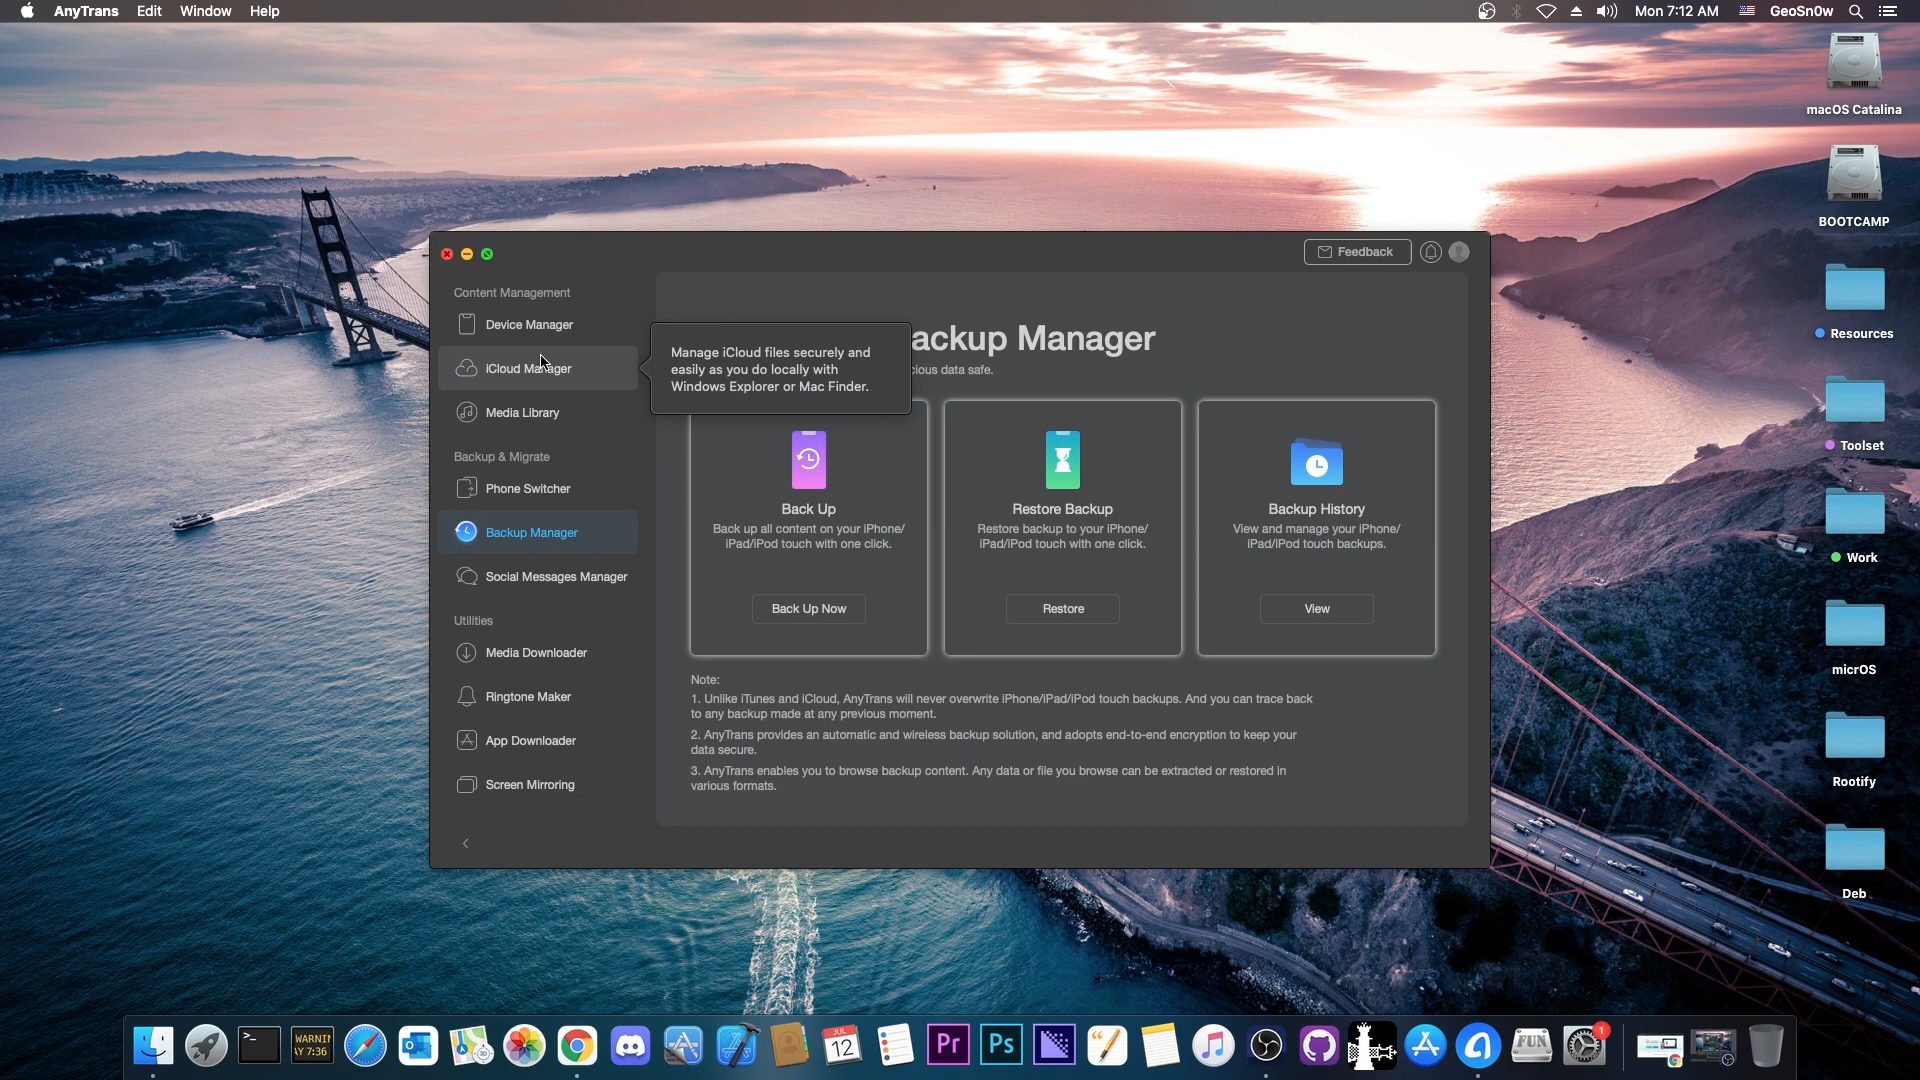 AnyTrans Edit Window Help
Mon 7:12 AM GeoSn0w
macOS Catalina
BOOTCAMP
Resources
Toolset
Work
micrOS
Rootify
Deb
Feedback
Content Management
Device Manager
iCloud Manager
Media Library
Backup & Migrate
Phone Switcher
Backup Manager
Social Messages Manager
Utilities
Media Downloader
Ringtone Maker
App Downloader
Screen Mirroring
Manage iCloud files securely and
easily as you do locally with
Windows Explorer or Mac Finder.
ackup Manager
cious data safe.
Back Up
Back up all content on your iPhone/
iPad/iPod touch with one click.
Back Up Now
Restore Backup
Restore backup to your iPhone/
iPad/iPod touch with one click.
Restore
Backup History
View and manage your iPhone/
iPad/iPod touch backups.
View
Note:
1. Unlike iTunes and iCloud, AnyTrans will never overwrite iPhone/iPad/iPod touch backups. And you can trace back
to any backup made at any previous moment.
2. AnyTrans provides an automatic and wireless backup solution, and adopts end-to-end encryption to keep your
data secure.
3. AnyTrans enables you to browse backup content. Any data or file you browse can be extracted or restored in
various formats.
WARNIN
AY 7:36
JUL
12
Pr
Ps
FUN
1